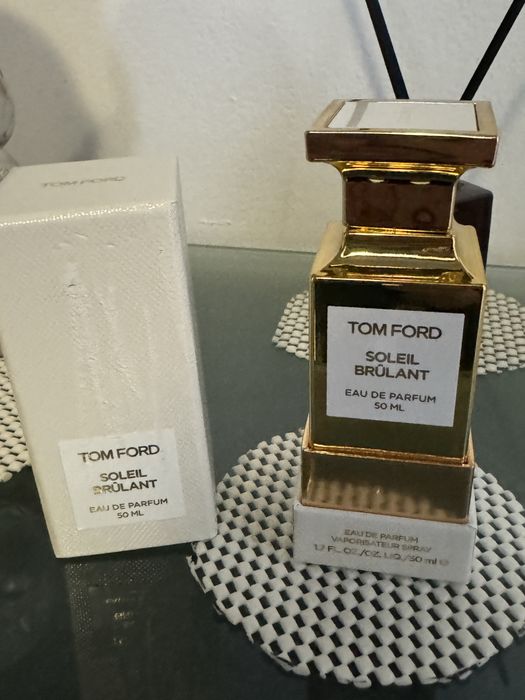 TOM FORD
TOM FORD
SOLEIL
BRÛLANT
EAU DE PARFUM
50 ML
TOM FORD
SOLEIL
BRÛLANT
EAU DE PARFUM
50 ML
EAU DE PARFUM
VAPORISATEUR SPRAY
1.7 FL. OZ./OZ. LIQ./50 ml ℮